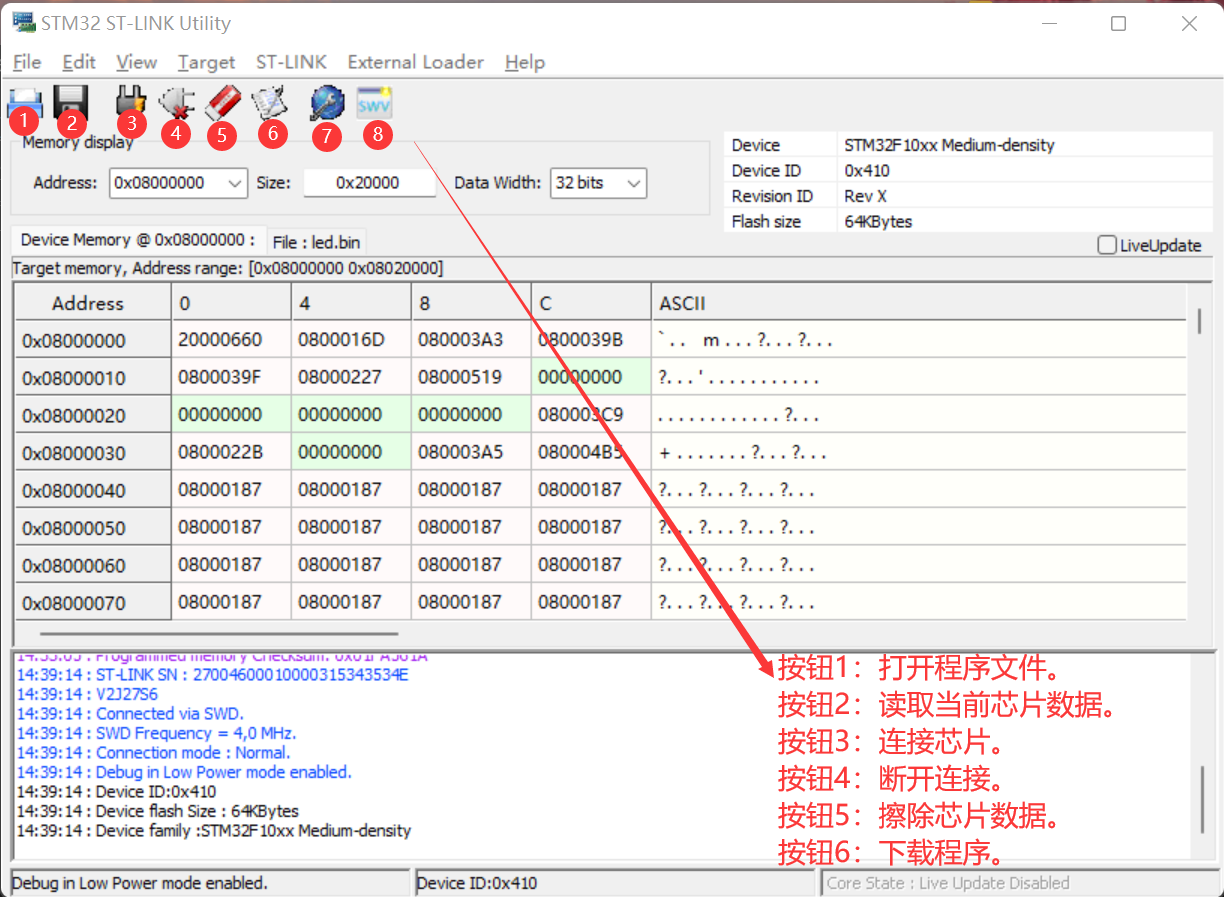 STM32 ST-LINK Utility
File Edit View Target ST-LINK External Loader Help
SWV
1 2 3 4 5 6 7 8
Memory display
Address: 0x08000000 Size: 0x20000 Data Width: 32 bits
Device STM32F10xx Medium-density
Device ID 0x410
Revision ID Rev X
Flash size 64KBytes
LiveUpdate
Device Memory @ 0x08000000 : File : led.bin
Target memory, Address range: [0x08000000 0x08020000]
Address 0 4 8 C ASCII
0x08000000 20000660 0800016D 080003A3 0800039B `.. m...?...?...
0x08000010 0800039F 08000227 08000519 00000000 ?...'...........
0x08000020 00000000 00000000 00000000 080003C9 ............?...
0x08000030 0800022B 00000000 080003A5 080004B5 +.......?...?...
0x08000040 08000187 08000187 08000187 08000187 ?...?...?...?...
0x08000050 08000187 08000187 08000187 08000187 ?...?...?...?...
0x08000060 08000187 08000187 08000187 08000187 ?...?...?...?...
0x08000070 08000187 08000187 08000187 08000187 ?...?...?...?...
Programmed memory Checksum:
14:39:14 : ST-LINK SN : 27004600010000315343534E
14:39:14 : V2J27S6
14:39:14 : Connected via SWD.
14:39:14 : SWD Frequency = 4,0 MHz.
14:39:14 : Connection mode : Normal.
14:39:14 : Debug in Low Power mode enabled.
14:39:14 : Device ID:0x410
14:39:14 : Device flash Size : 64KBytes
14:39:14 : Device family :STM32F10xx Medium-density
按钮1：打开程序文件。
按钮2：读取当前芯片数据。
按钮3：连接芯片。
按钮4：断开连接。
按钮5：擦除芯片数据。
按钮6：下载程序。
Debug in Low Power mode enabled. Device ID:0x410 Core State : Live Update Disabled